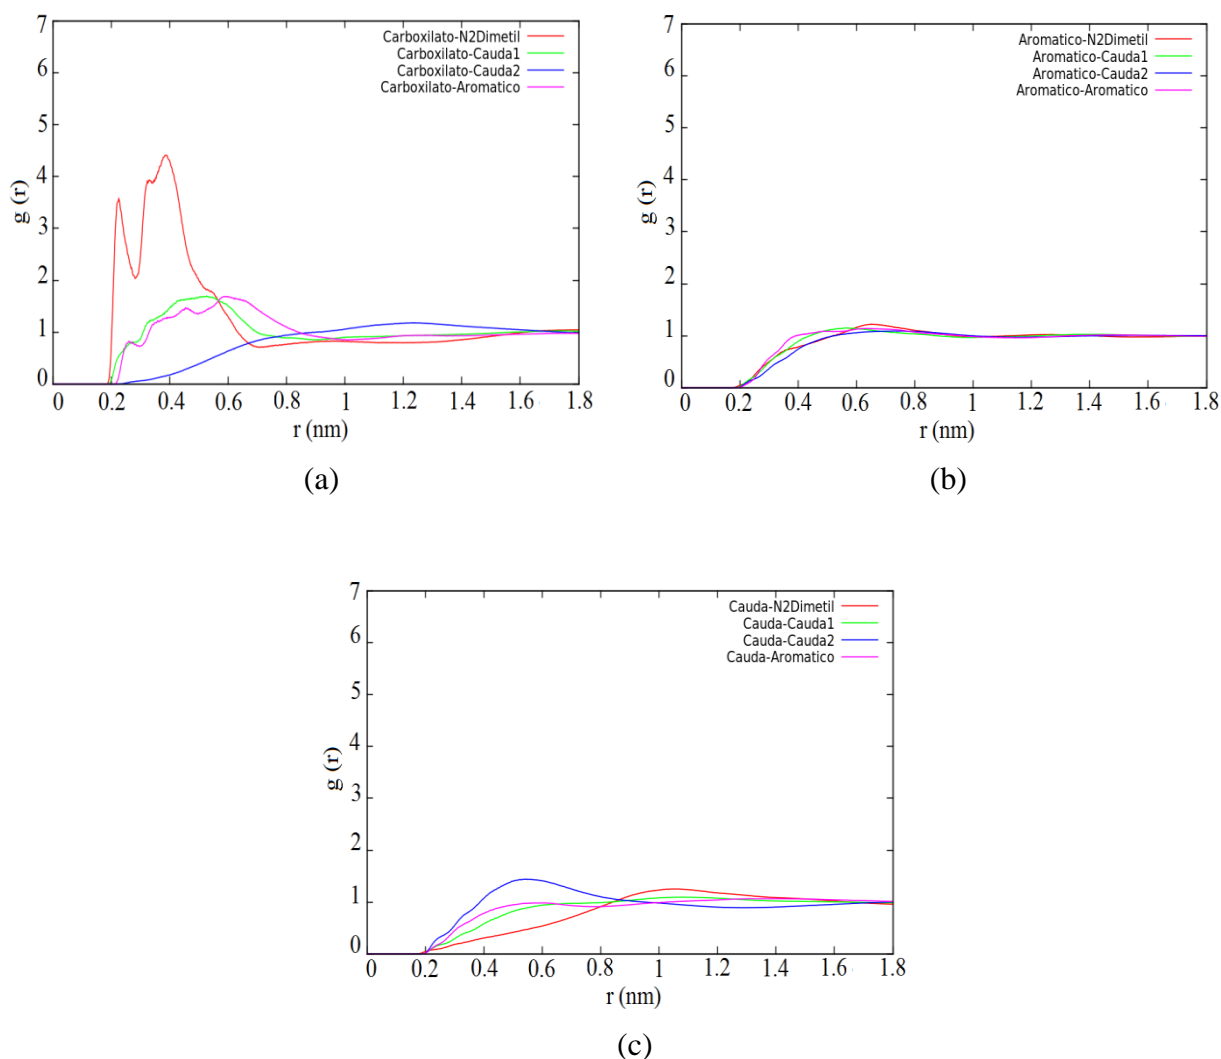 7
6
5
4
3
2
1
0
g (r)
Carboxilato-N2Dimetil
Carboxilato-Cauda1
Carboxilato-Cauda2
Carboxilato-Aromatico
0 0.2 0.4 0.6 0.8 1 1.2 1.4 1.6 1.8
r (nm)
(a)
7
6
5
4
3
2
1
0
g (r)
Aromatico-N2Dimetil
Aromatico-Cauda1
Aromatico-Cauda2
Aromatico-Aromatico
0 0.2 0.4 0.6 0.8 1 1.2 1.4 1.6 1.8
r (nm)
(b)
7
6
5
4
3
2
1
0
g (r)
Cauda-N2Dimetil
Cauda-Cauda1
Cauda-Cauda2
Cauda-Aromatico
0 0.2 0.4 0.6 0.8 1 1.2 1.4 1.6 1.8
r (nm)
(c)